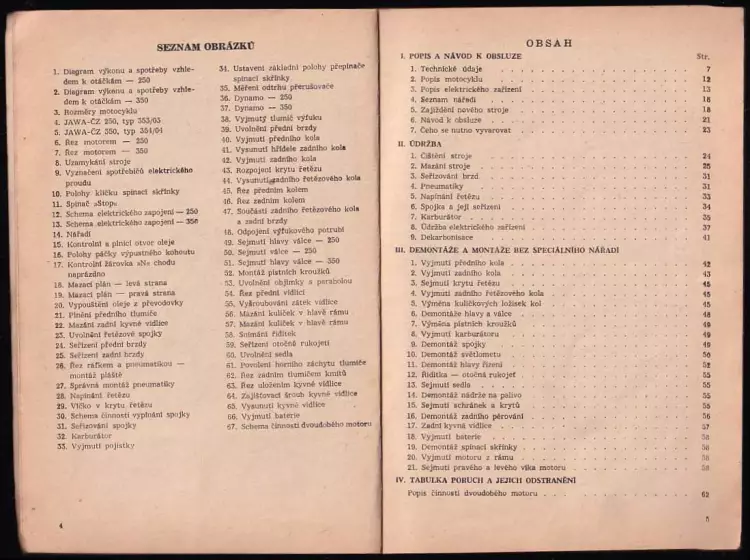 SEZNAM OBRÁZKŮ
1. Diagram výkonu a spotřeby vzhle-
dem k otáčkám — 250
2. Diagram výkonu a spotřeby vzhle-
dem k otáčkám — 350
3. Rozměry motocyklu
4. JAWA-ČZ 250, typ 353/03
5. JAWA-ČZ 350, typ 354/04
6. Řez motorem — 250
7. Řez motorem — 350
8. Uzamykání stroje
9. Vyznačení spotřebičů elektrického
proudu
10. Polohy klíčku spínací skříňky
11. Spínač »Stop«
12. Schema elektrického zapojení — 250
13. Schema elektrického zapojení — 350
14. Nářadí
15. Kontrolní a plnicí otvor oleje
16. Polohy páčky výpustného kohoutu
17. Kontrolní žárovka »N« chodu
naprázdno
18. Mazací plán — levá strana
19. Mazací plán — pravá strana
20. Vypouštění oleje z převodovky
21. Plnění předního tlumiče
22. Mazání zadní kyvné vidlice
23. Uvolnění řetězové spojky
24. Seřízení přední brzdy
25. Seřízení zadní brzdy
26. Řez ráfkem a pneumatikou —
montáž pláště
27. Správná montáž pneumatiky
28. Napínání řetězu
29. Víčko v krytu řetězu
30. Schema činnosti vypínání spojky
31. Seřizování spojky
32. Karburátor
33. Vyjmutí pojistky
34. Ustavení základní polohy přepínače
spínací skříňky
35. Měření odtrhu přerušovače
36. Dynamo — 250
37. Dynamo — 350
38. Vyjmutý tlumič výfuku
39. Uvolnění přední brzdy
40. Vyjmutí předního kola
41. Vysunutí hřídele zadního kola
42. Vyjmutí zadního kola
43. Rozpojení krytu řetězu
44. Vysunutí zadního řetězového kola
45. Řez předním kolem
46. Řez zadním kolem
47. Součásti zadního řetězového kola
a zadní brzdy
48. Odpojení výfukového potrubí
49. Sejmutí hlavy válce — 250
50. Sejmutí válce — 250
51. Sejmutí hlavy válce — 350
52. Montáž pístních kroužků
53. Uvolnění objímky a parabolou
54. Řez přední vidlicí
55. Vyšroubování zátek vidlice
56. Mazání kuliček v hlavě rámu
57. Mazání kuliček v hlavě rámu
58. Snímání řídítek
59. Seřízení otočné rukojeti
60. Uvolnění sedla
61. Povolení horního záchytu tlumiče
62. Řez zadním tlumičem kmitů
63. Řez uložením kyvné vidlice
64. Zajišťovací šroub kyvné vidlice
65. Vysunutí kyvné vidlice
66. Vyjmutí baterie
67. Schema činnosti dvoudobého motoru
4
OBSAH
I. POPIS A NÁVOD K OBSLUZE Str.
1. Technické údaje 7
2. Popis motocyklu 12
3. Popis elektrického zařízení 13
4. Seznam nářadí 18
5. Zajíždění nového stroje 18
6. Návod k obsluze 21
7. Čeho se nutno vyvarovat 23
II. ÚDRŽBA
1. Čištění stroje 24
2. Mazání stroje 25
3. Seřizování brzd 31
4. Pneumatiky 31
5. Napínání řetězu 33
6. Spojka a její seřízení 34
7. Karburátor 35
8. Údržba elektrického zařízení 37
9. Dekarbonisace 41
III. DEMONTÁŽE A MONTÁŽE BEZ SPECIÁLNÍHO NÁŘADÍ
1. Vyjmutí předního kola 42
2. Vyjmutí zadního kola 43
3. Sejmutí krytu řetězu 45
4. Vyjmutí zadního řetězového kola 45
5. Výměna kuličkových ložisek kol 45
6. Demontáže hlavy a válce 48
7. Výměna pístních kroužků 49
8. Vyjmutí karburátoru 49
9. Demontáž spojky 49
10. Demontáž světlometu 50
11. Demontáž hlavy řízení 52
12. Řídítka — otočná rukojeť 53
13. Sejmutí sedla 55
14. Demontáž nádrže na palivo 55
15. Sejmutí schránek a krytů 55
16. Demontáž zadního pérování 56
17. Zadní kyvná vidlice 57
18. Vyjmutí baterie 58
19. Demontáž spínací skříňky 58
20. Vyjmutí motoru z rámu 58
21. Sejmutí pravého a levého víka motoru 59
IV. TABULKA PORUCH A JEJICH ODSTRANĚNÍ
Popis činnosti dvoudobého motoru 62
5